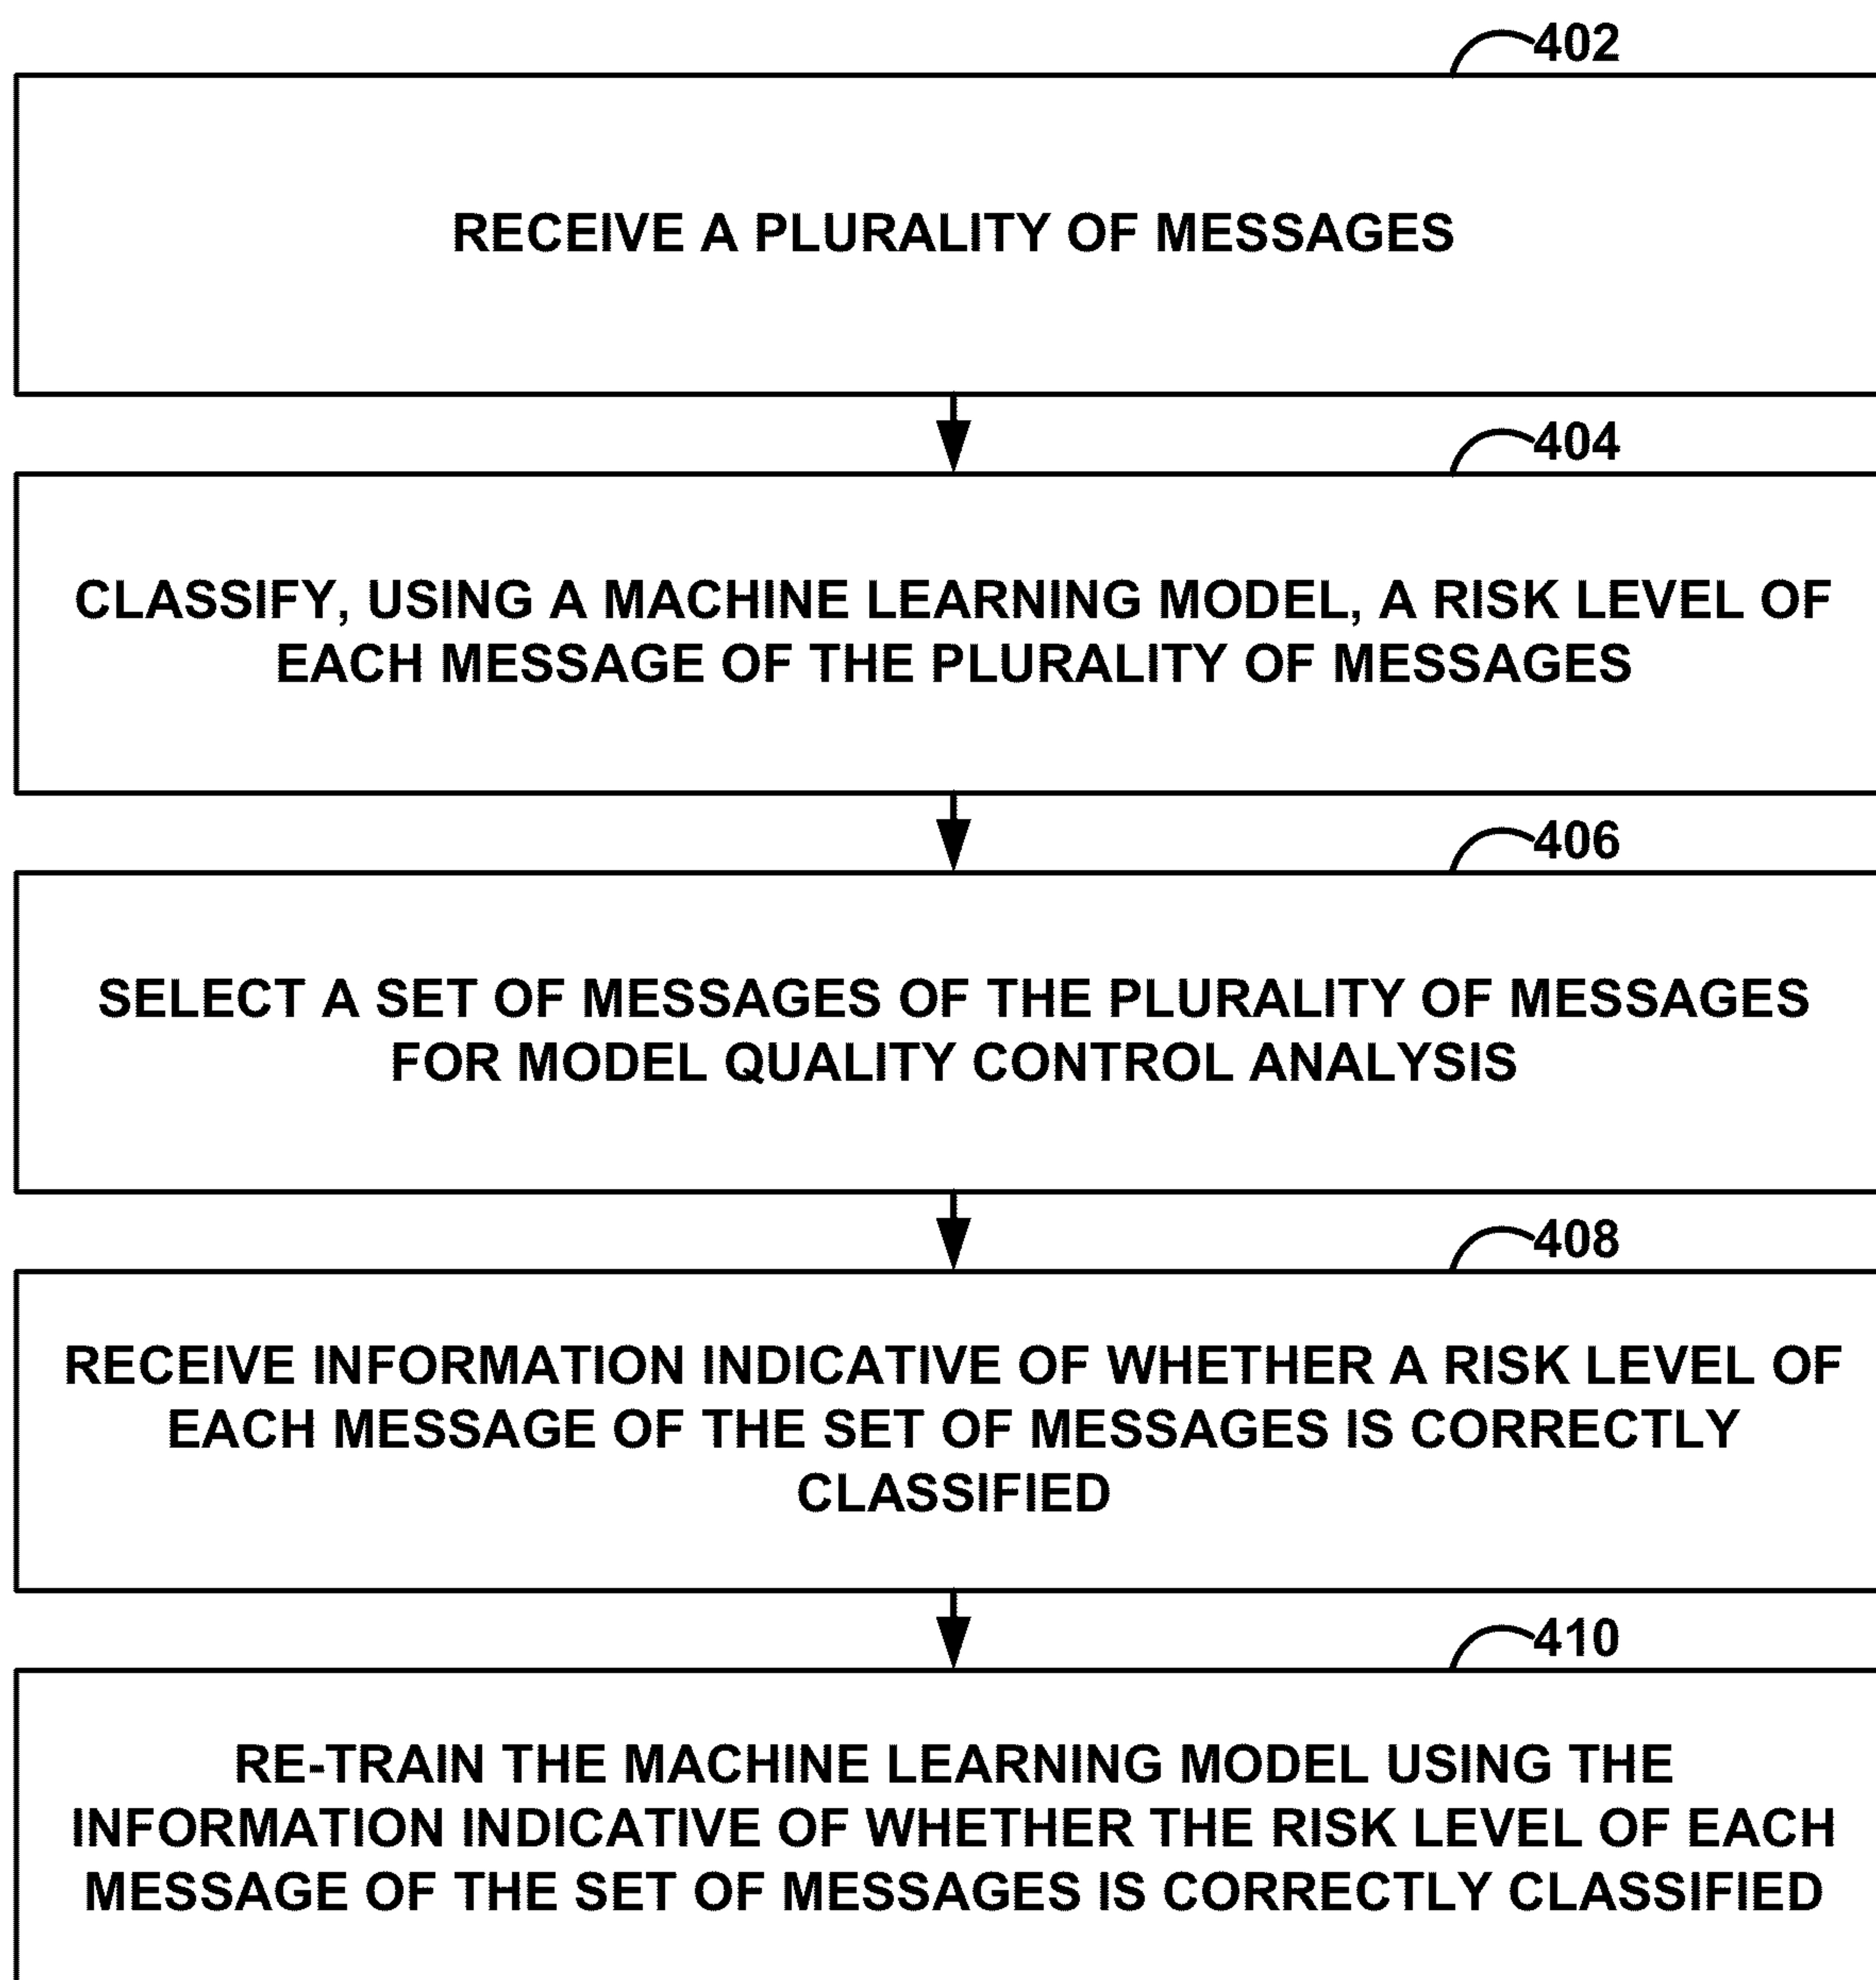 402
RECEIVE A PLURALITY OF MESSAGES
404
CLASSIFY, USING A MACHINE LEARNING MODEL, A RISK LEVEL OF
EACH MESSAGE OF THE PLURALITY OF MESSAGES
406
SELECT A SET OF MESSAGES OF THE PLURALITY OF MESSAGES
FOR MODEL QUALITY CONTROL ANALYSIS
408
RECEIVE INFORMATION INDICATIVE OF WHETHER A RISK LEVEL OF
EACH MESSAGE OF THE SET OF MESSAGES IS CORRECTLY
CLASSIFIED
410
RE-TRAIN THE MACHINE LEARNING MODEL USING THE
INFORMATION INDICATIVE OF WHETHER THE RISK LEVEL OF EACH
MESSAGE OF THE SET OF MESSAGES IS CORRECTLY CLASSIFIED